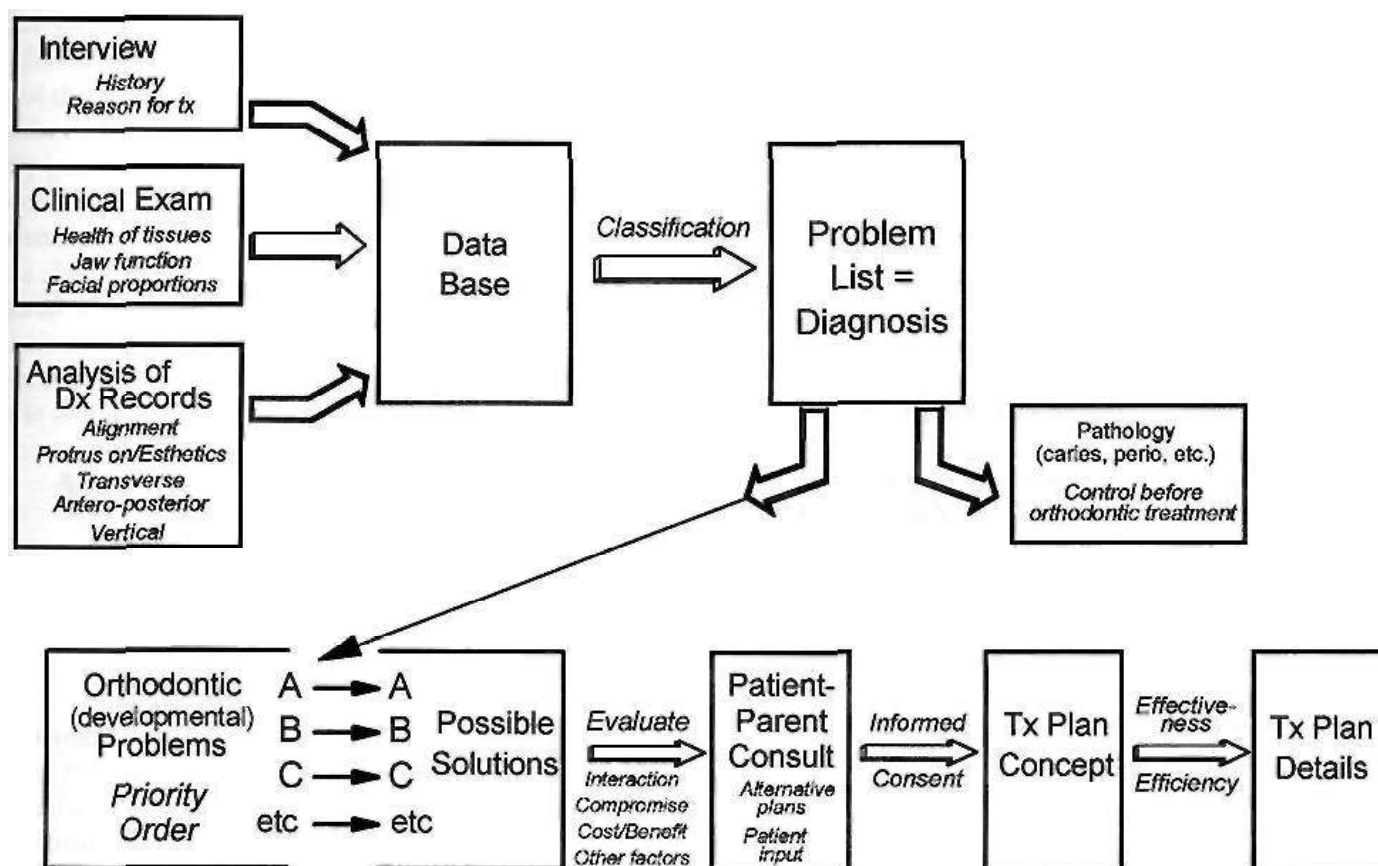 Interview
History
Reason for tx
Clinical Exam
Health of tissues
Jaw function
Facial proportions
Analysis of
Dx Records
Alignment
Protrus on/Esthetics
Transverse
Antero-posterior
Vertical
Data
Base
Classification
Problem
List =
Diagnosis
Pathology
(caries, perio, etc.)
Control before
orthodontic treatment
Orthodontic
(developmental)
Problems
Priority
Order
A → A
B → B
C → C
etc → etc
Possible
Solutions
Evaluate
Interaction
Compromise
Cost/Benefit
Other factors
Patient-
Parent
Consult
Alternative
plans
Patient
input
Informed
Consent
Tx Plan
Concept
Effective-
ness
Efficiency
Tx Plan
Details